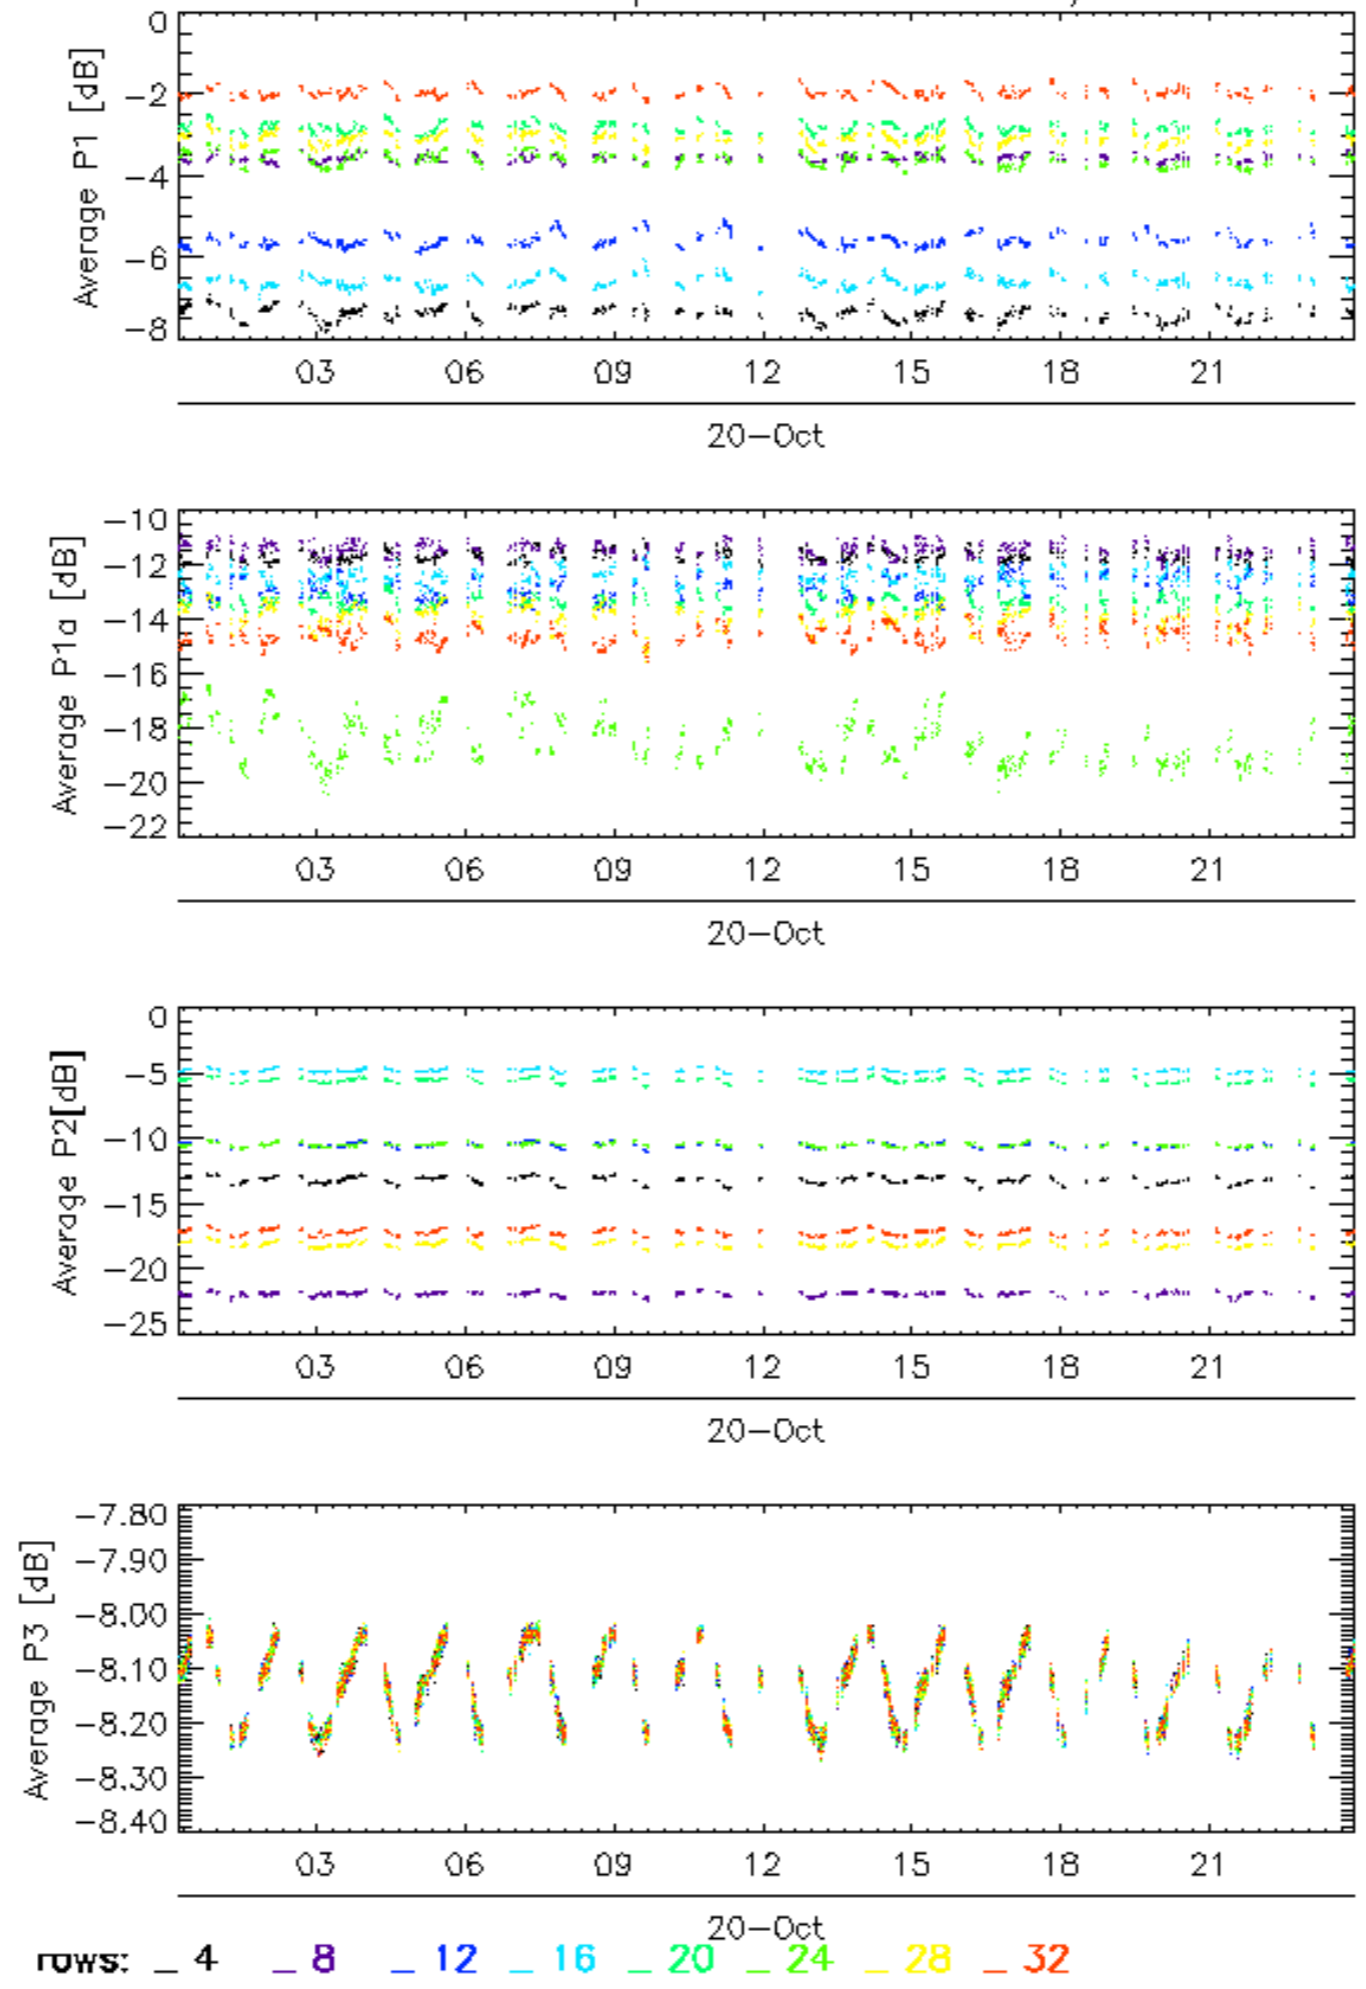 0
-2
-4
-6
-8
Average P1 [dB]
03 06 09 12 15 18 21
20-Oct
-10
-12
-14
-16
-18
-20
-22
Average P1a [dB]
03 06 09 12 15 18 21
20-Oct
0
-5
-10
-15
-20
-25
Average P2[dB]
03 06 09 12 15 18 21
20-Oct
-7.80
-7.90
-8.00
-8.10
-8.20
-8.30
-8.40
Average P3 [dB]
03 06 09 12 15 18 21
20-Oct
rows: _ 4 _ 8 _ 12 _ 16 _ 20 _ 24 _ 28 _ 32